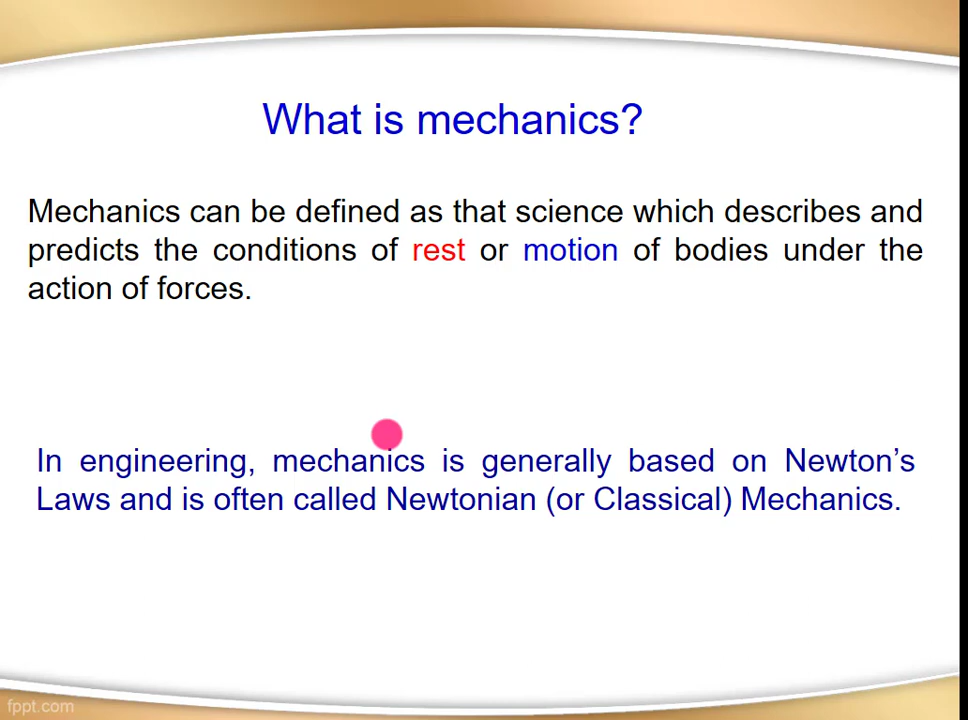 What is mechanics?
Mechanics can be defined as that science which describes and
predicts the conditions of rest or motion of bodies under the
action of forces.
In engineering, mechanics is generally based on Newton’s
Laws and is often called Newtonian (or Classical) Mechanics.
fppt.com